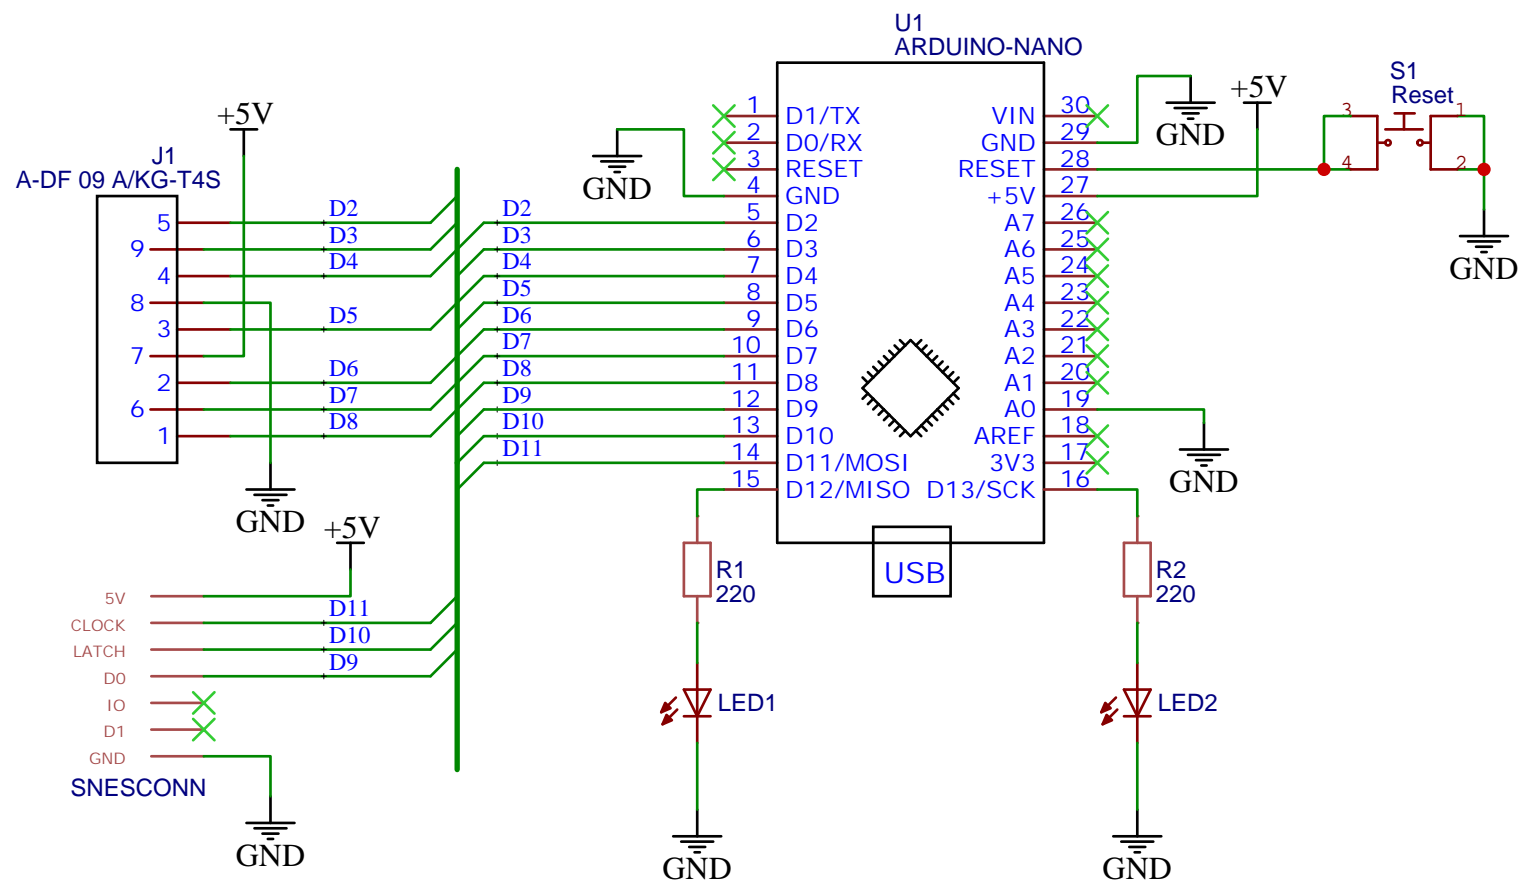 U1
ARDUINO-NANO
+5V
J1
A-DF 09 A/KG-T4S
5
9
4
8
3
7
2
6
1
D2
D3
D4
D5
D6
D7
D8
GND
+5V
5V
CLOCK
LATCH
D0
IO
D1
GND
SNESCONN
D11
D10
D9
GND
D2
D3
D4
D5
D6
D7
D8
D9
D10
D11
GND
1 D1/TX
2 D0/RX
3 RESET
4 GND
5 D2
6 D3
7 D4
8 D5
9 D6
10 D7
11 D8
12 D9
13 D10
14 D11/MOSI
15 D12/MISO
VIN 30
GND 29
RESET 28
+5V 27
A7 26
A6 25
A5 24
A4 23
A3 22
A2 21
A1 20
A0 19
AREF 18
3V3 17
D13/SCK 16
USB
GND
+5V
S1
Reset
3
4
1
2
GND
GND
R1
220
LED1
GND
R2
220
LED2
GND